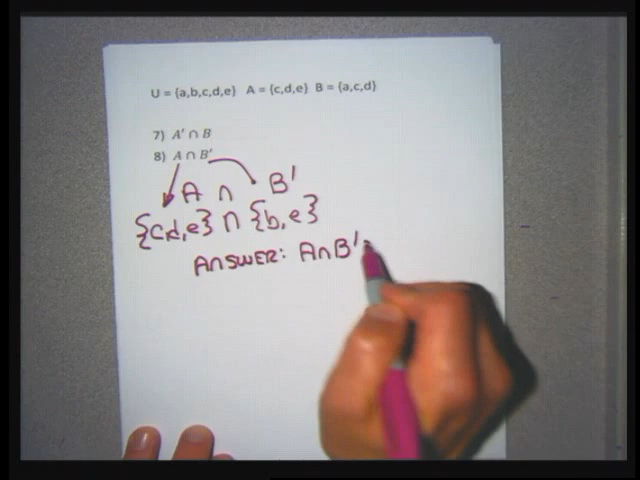 U = {a,b,c,d,e} A = {c,d,e} B = {a,c,d}
7) A′ ∩ B
8) A ∩ B′
A ∩ B'
{c,d,e} ∩ {b,e}
ANSWER: A∩B'